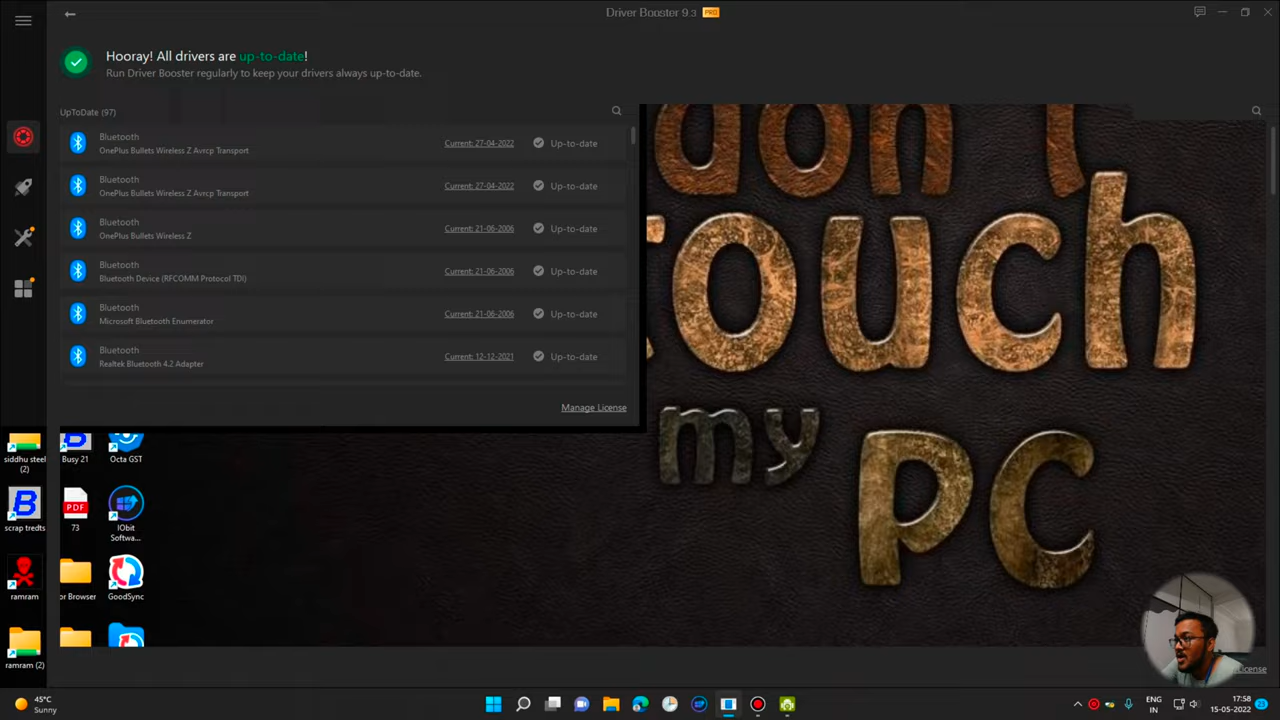 Driver Booster 9.3 PRO
Hooray! All drivers are up-to-date!
Run Driver Booster regularly to keep your drivers always up-to-date.
UpToDate (97)
Bluetooth
OnePlus Bullets Wireless Z Avrcp Transport
Current: 27-04-2022
Up-to-date
Bluetooth
OnePlus Bullets Wireless Z Avrcp Transport
Current: 27-04-2022
Up-to-date
Bluetooth
OnePlus Bullets Wireless Z
Current: 21-06-2006
Up-to-date
Bluetooth
Bluetooth Device (RFCOMM Protocol TDI)
Current: 21-06-2006
Up-to-date
Bluetooth
Microsoft Bluetooth Enumerator
Current: 21-06-2006
Up-to-date
Bluetooth
Realtek Bluetooth 4.2 Adapter
Current: 12-12-2021
Up-to-date
Manage License
don't
touch
my
PC
siddhu steel
(2)
Busy 21
Octa GST
scrap tredts
PDF
73
IObit
Softwa...
ramram
or Browser
GoodSync
ramram (2)
License
45°C
Sunny
ENG
IN
17:58
15-05-2022